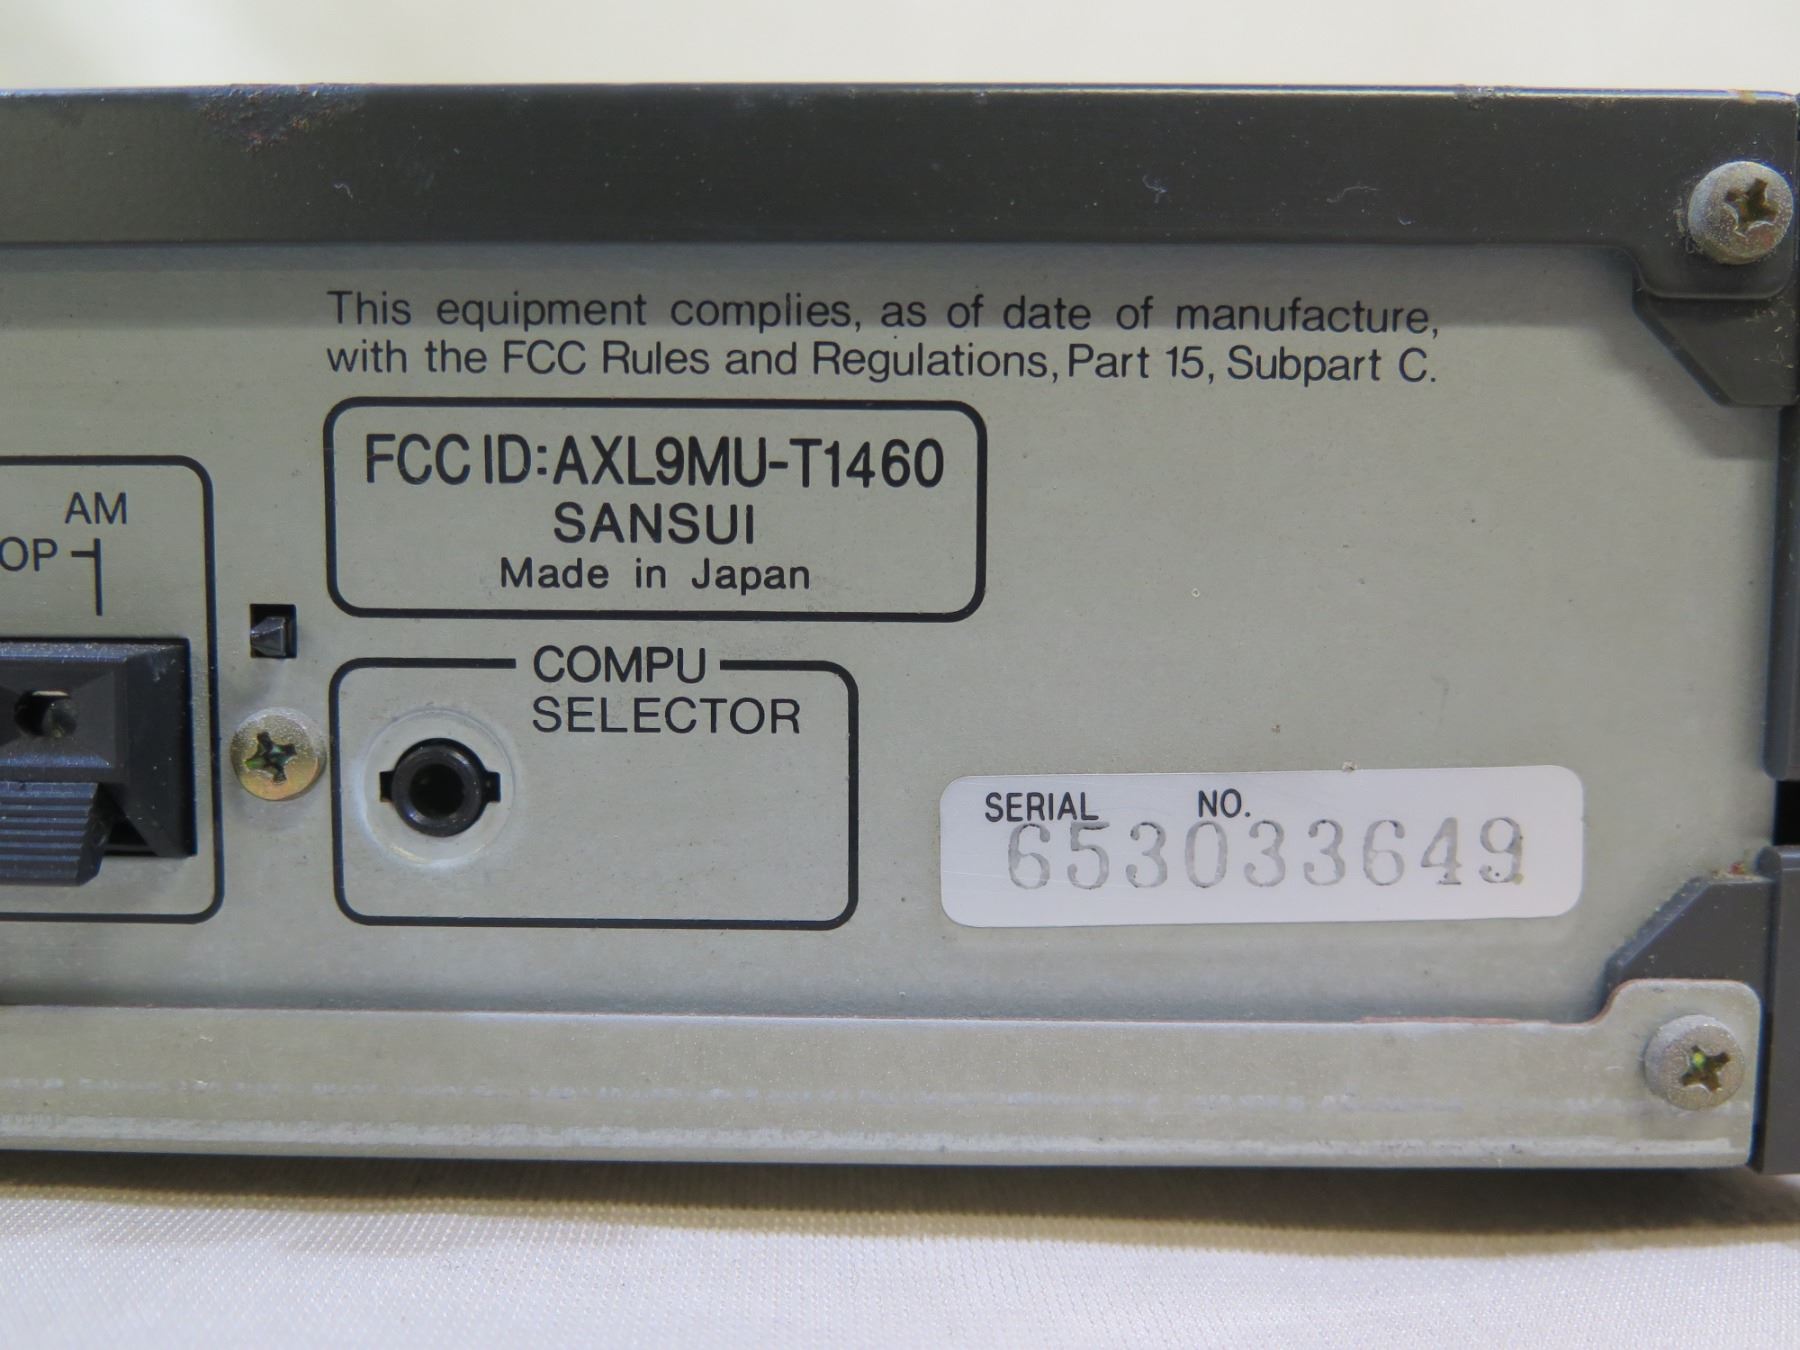 This equipment complies, as of date of manufacture,
with the FCC Rules and Regulations, Part 15, Subpart C.
FCC ID:AXL9MU-T1460
SANSUI
Made in Japan
AM
OP
COMPU
SELECTOR
SERIAL NO.
653033649